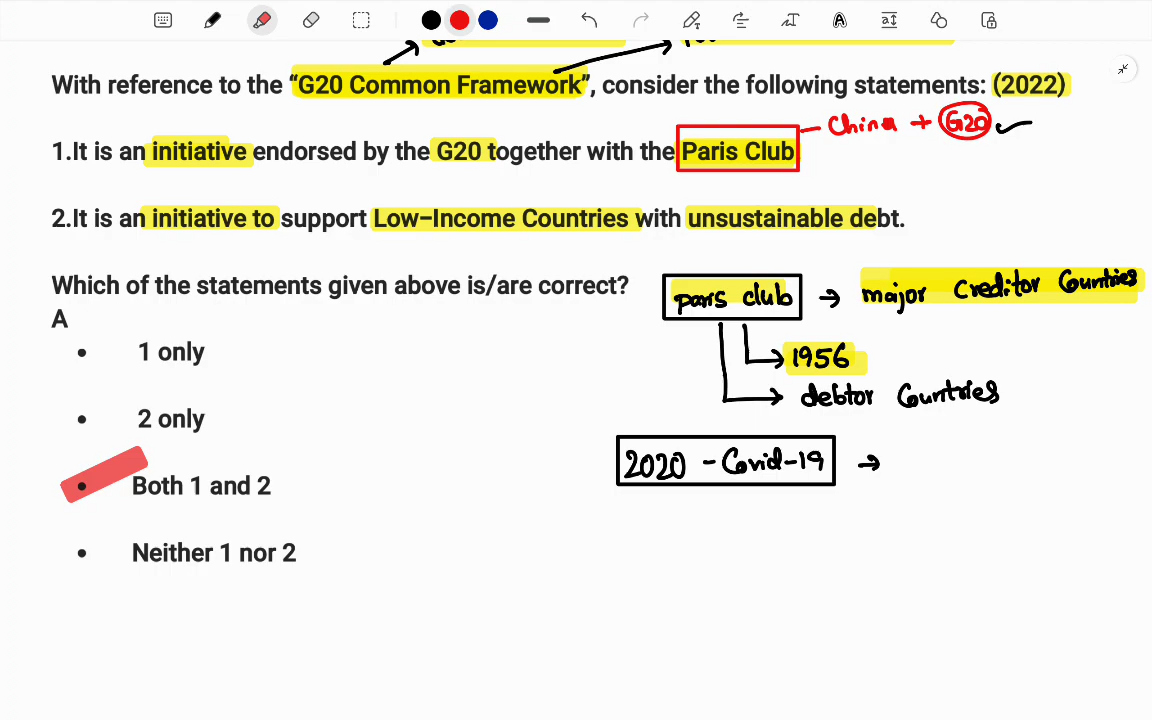 With reference to the “G20 Common Framework”, consider the following statements: (2022)
China + G20
1.It is an initiative endorsed by the G20 together with the Paris Club
2.It is an initiative to support Low-Income Countries with unsustainable debt.
Which of the statements given above is/are correct?
paris club → major Creditor Countries
A
• 1 only
1956
debtor Countries
• 2 only
2020 - Covid-19 →
• Both 1 and 2
• Neither 1 nor 2